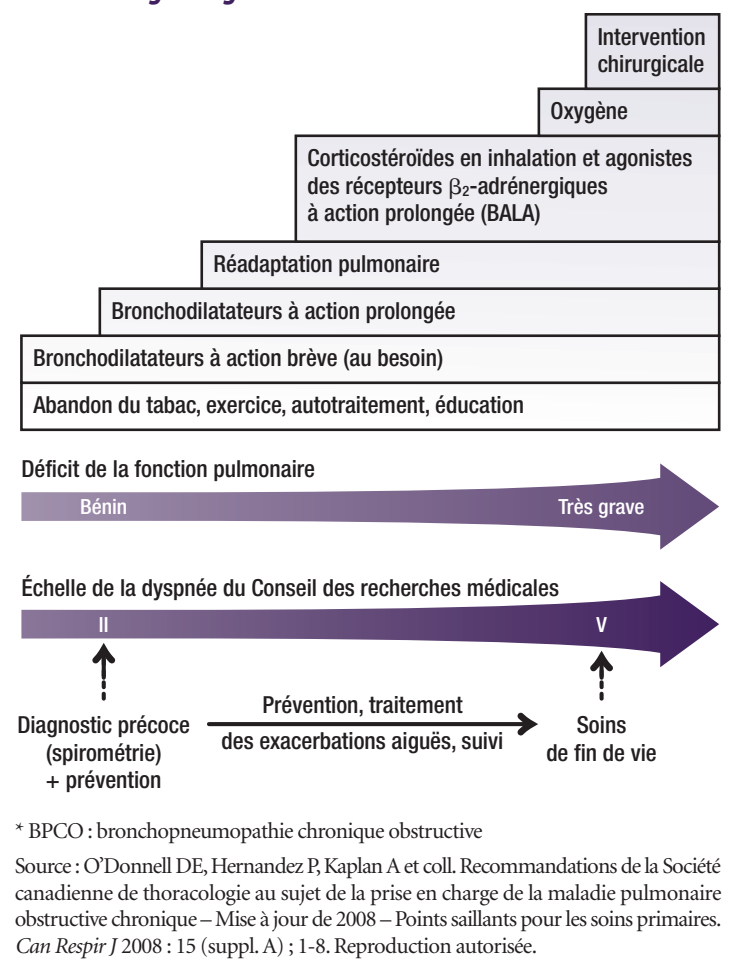 Intervention
chirurgicale
Oxygène
Corticostéroïdes en inhalation et agonistes
des récepteurs β₂-adrénergiques
à action prolongée (BALA)
Réadaptation pulmonaire
Bronchodilatateurs à action prolongée
Bronchodilatateurs à action brève (au besoin)
Abandon du tabac, exercice, autotraitement, éducation
Déficit de la fonction pulmonaire
Bénin
Très grave
Échelle de la dyspnée du Conseil des recherches médicales
II
V
Diagnostic précoce
(spirométrie)
+ prévention
Prévention, traitement
des exacerbations aiguës, suivi
Soins
de fin de vie
* BPCO : bronchopneumopathie chronique obstructive
Source : O’Donnell DE, Hernandez P, Kaplan A et coll. Recommandations de la Société
canadienne de thoracologie au sujet de la prise en charge de la maladie pulmonaire
obstructive chronique – Mise à jour de 2008 – Points saillants pour les soins primaires.
Can Respir J 2008 : 15 (suppl. A) ; 1-8. Reproduction autorisée.